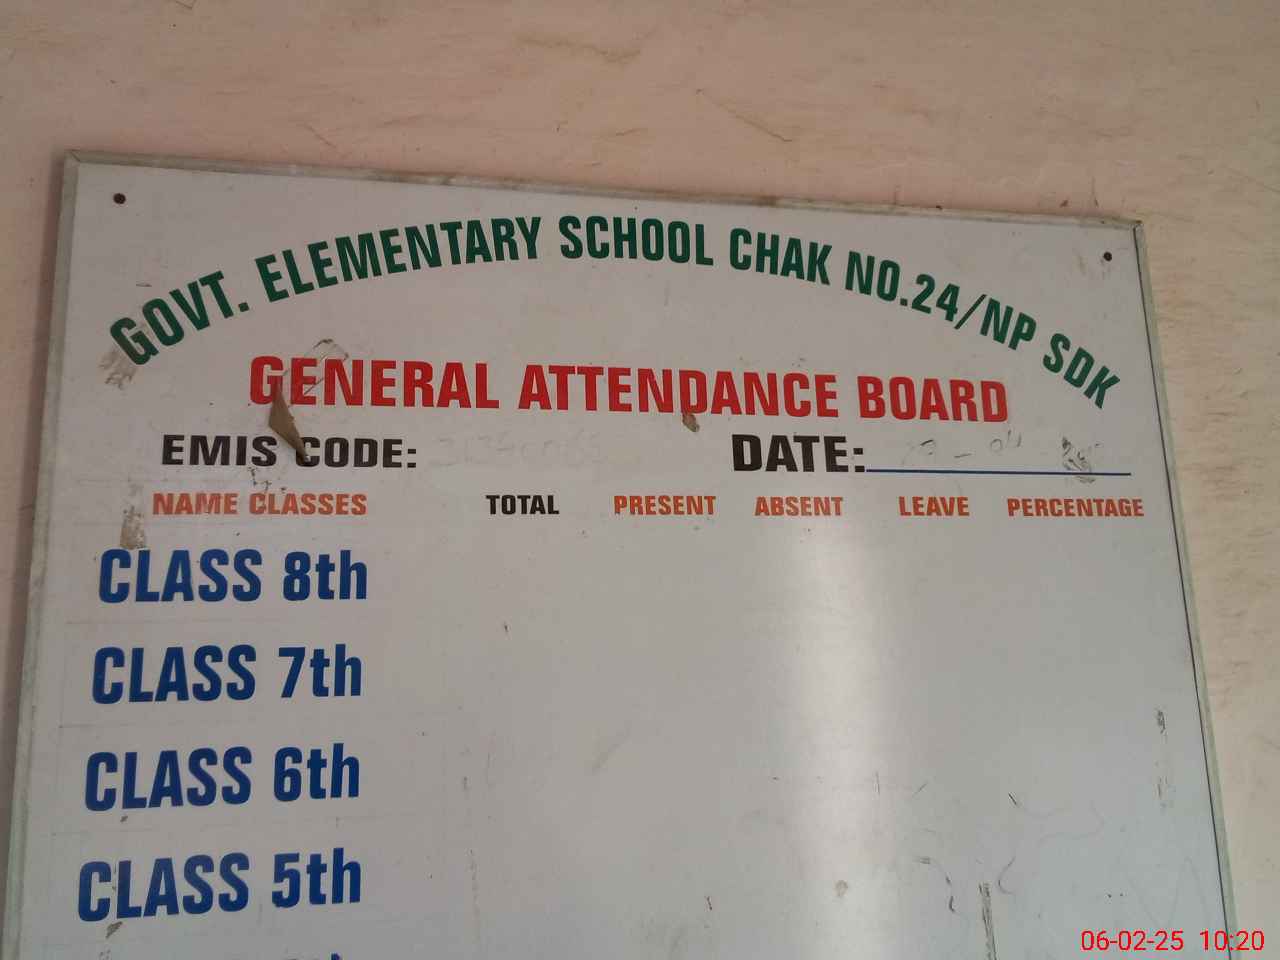 GOVT. ELEMENTARY SCHOOL CHAK NO.24/NP SDK
GENERAL ATTENDANCE BOARD
EMIS CODE: DATE:
NAME CLASSES TOTAL PRESENT ABSENT LEAVE PERCENTAGE
CLASS 8th
CLASS 7th
CLASS 6th
CLASS 5th
06-02-25 10:20